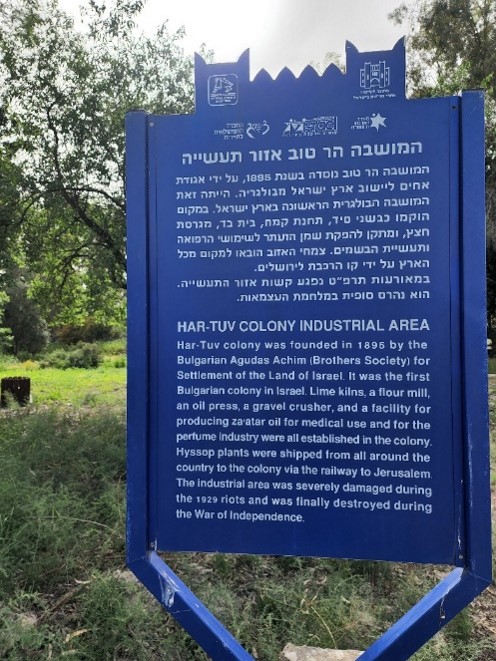 המושבה הר טוב אזור תעשייה
המושבה הר טוב נוסדה בשנת 1895, על ידי אגודת
אחים ליישוב ארץ ישראל מבולגריה. הייתה זאת
המושבה הבולגרית הראשונה בארץ ישראל. במקום
הוקמו כבשני סיד, תחנת קמח, בית בד, מגרסת
חצץ, ומתקן להפקת שמן הזעתר לשימושי הרפואה
ותעשיית הבשמים. צמחי האזוב הובאו למקום מכל
הארץ על ידי קו הרכבת לירושלים.
במאורעות תרפ"ט נפגע קשות אזור התעשייה.
הוא נהרס סופית במלחמת העצמאות.
HAR-TUV COLONY INDUSTRIAL AREA
Har-Tuv colony was founded in 1895 by the
Bulgarian Agudas Achim (Brothers Society) for
Settlement of the Land of Israel. It was the first
Bulgarian colony in Israel. Lime kilns, a flour mill,
an oil press, a gravel crusher, and a facility for
producing za'atar oil for medical use and for the
perfume industry were all established in the colony.
Hyssop plants were shipped from all around the
country to the colony via the railway to Jerusalem.
The industrial area was severely damaged during
the 1929 riots and was finally destroyed during
the War of Independence.